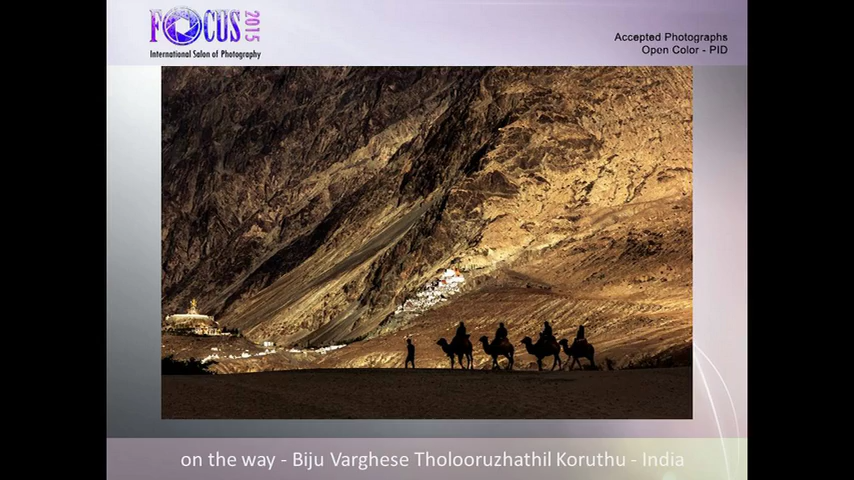 FOCUS 2015
International Salon of Photography
Accepted Photographs
Open Color - PID
on the way - Biju Varghese Tholooruzhathil Koruthu - India